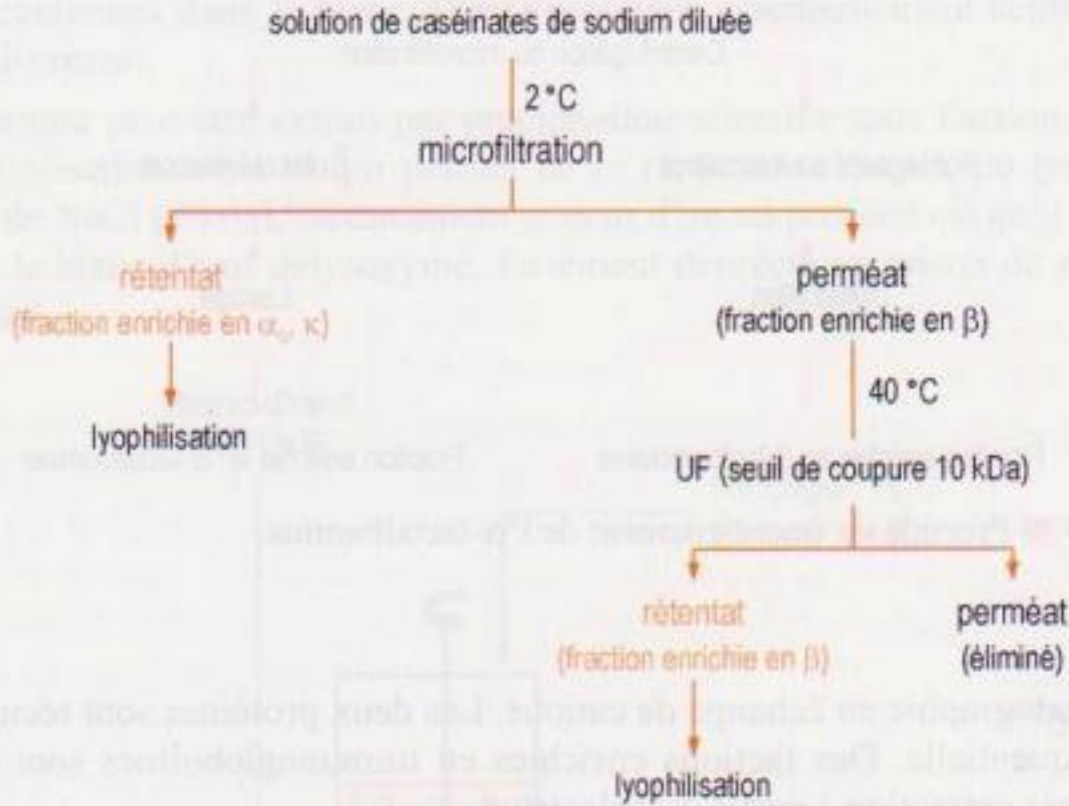 solution de caséinates de sodium diluée
2 °C
microfiltration
rétentat
(fraction enrichie en αs, κ)
lyophilisation
perméat
(fraction enrichie en β)
40 °C
UF (seuil de coupure 10 kDa)
rétentat
(fraction enrichie en β)
lyophilisation
perméat
(éliminé)